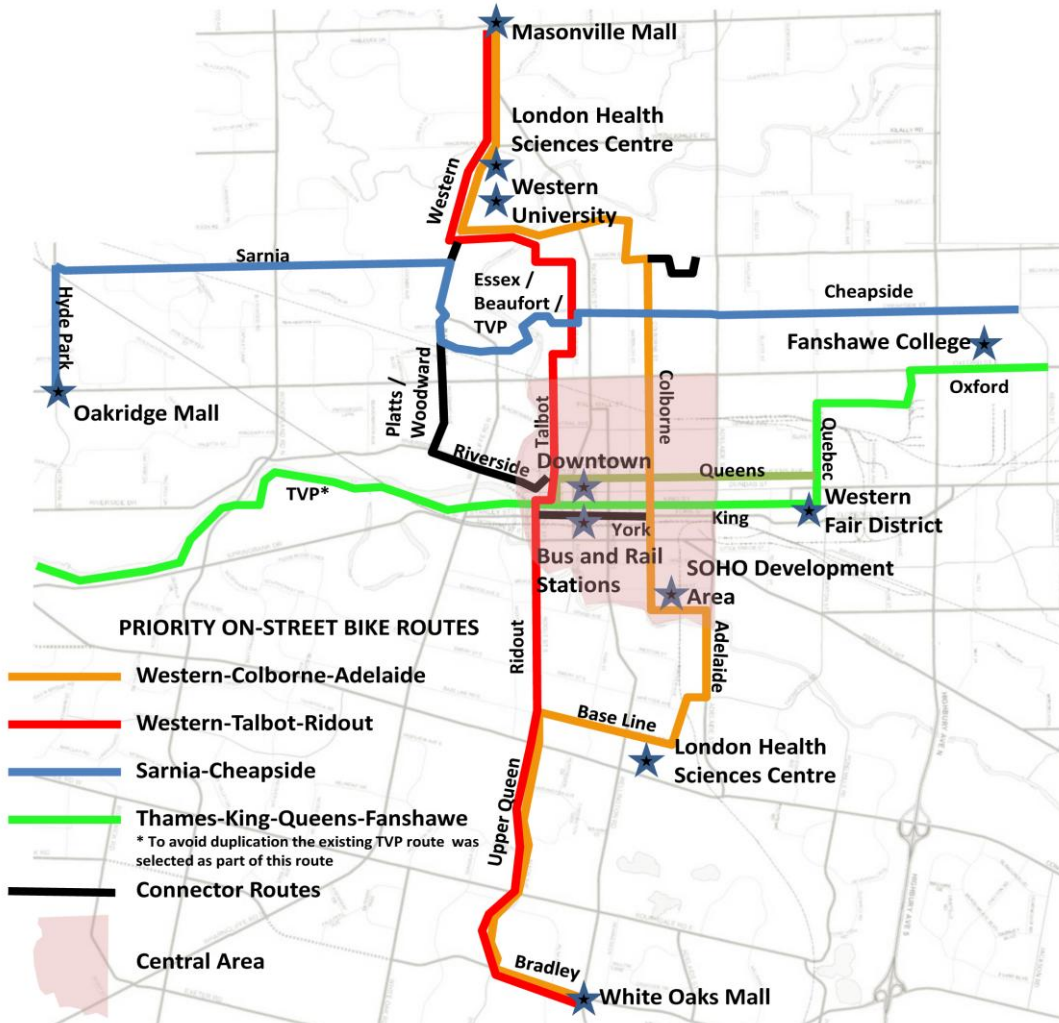 Masonville Mall
London Health
Sciences Centre
Western
Western
University
Sarnia
Hyde Park
Essex /
Beaufort /
TVP
Cheapside
Fanshawe College
Oakridge Mall
Platts /
Woodward
Talbot
Colborne
Oxford
Quebec
Riverside
Downtown
Queens
TVP*
Western
Fair District
King
York
Bus and Rail
Stations
SOHO Development
Area
PRIORITY ON-STREET BIKE ROUTES
Western-Colborne-Adelaide
Ridout
Adelaide
Western-Talbot-Ridout
Base Line
London Health
Sciences Centre
Sarnia-Cheapside
Upper Queen
Thames-King-Queens-Fanshawe
* To avoid duplication the existing TVP route was
selected as part of this route
Connector Routes
Central Area
Bradley
White Oaks Mall
HIGHBURY AVE N
HIGHBURY AVE S